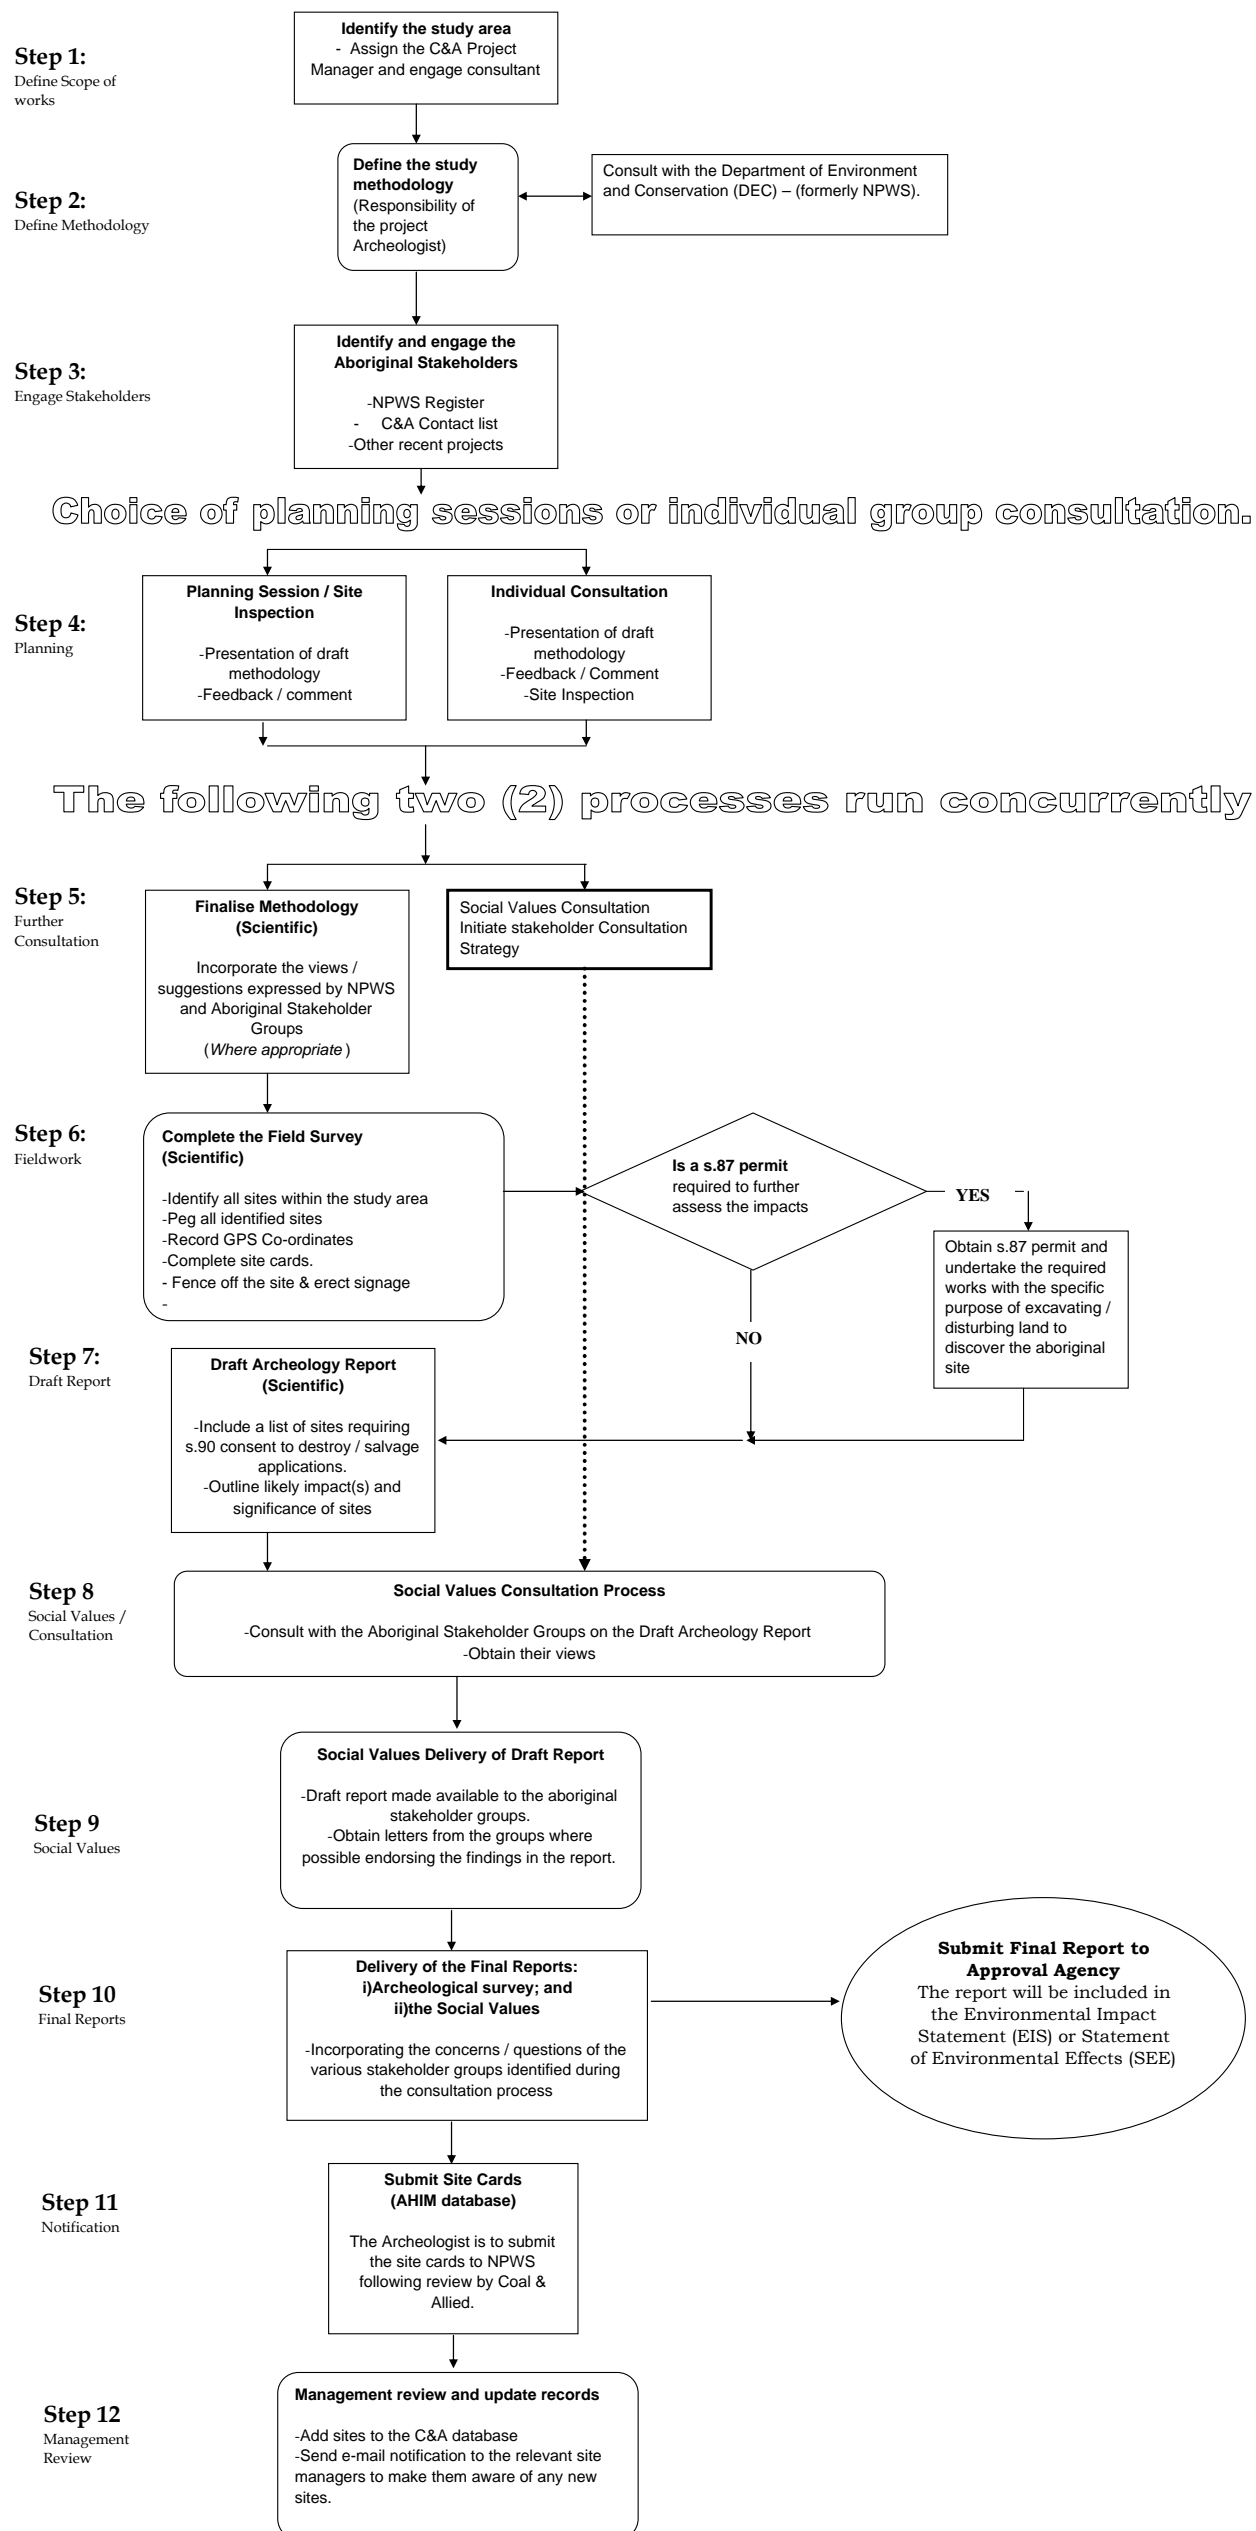 Step 1:
Define Scope of
works
Identify the study area
- Assign the C&A Project
Manager and engage consultant
Step 2:
Define Methodology
Define the study
methodology
(Responsibility of
the project
Archeologist)
Consult with the Department of Environment
and Conservation (DEC) – (formerly NPWS).
Step 3:
Engage Stakeholders
Identify and engage the
Aboriginal Stakeholders
-NPWS Register
- C&A Contact list
-Other recent projects
Choice of planning sessions or individual group consultation.
Step 4:
Planning
Planning Session / Site
Inspection
-Presentation of draft
methodology
-Feedback / comment
Individual Consultation
-Presentation of draft
methodology
-Feedback / Comment
-Site Inspection
The following two (2) processes run concurrently
Step 5:
Further
Consultation
Finalise Methodology
(Scientific)
Incorporate the views /
suggestions expressed by NPWS
and Aboriginal Stakeholder
Groups
(Where appropriate)
Social Values Consultation
Initiate stakeholder Consultation
Strategy
Step 6:
Fieldwork
Complete the Field Survey
(Scientific)
-Identify all sites within the study area
-Peg all identified sites
-Record GPS Co-ordinates
-Complete site cards.
- Fence off the site & erect signage
-
Is a s.87 permit
required to further
assess the impacts
YES
Obtain s.87 permit and
undertake the required
works with the specific
purpose of excavating /
disturbing land to
discover the aboriginal
site
NO
Step 7:
Draft Report
Draft Archeology Report
(Scientific)
-Include a list of sites requiring
s.90 consent to destroy / salvage
applications.
-Outline likely impact(s) and
significance of sites
Step 8
Social Values /
Consultation
Social Values Consultation Process
-Consult with the Aboriginal Stakeholder Groups on the Draft Archeology Report
-Obtain their views
Step 9
Social Values
Social Values Delivery of Draft Report
-Draft report made available to the aboriginal
stakeholder groups.
-Obtain letters from the groups where
possible endorsing the findings in the report.
Step 10
Final Reports
Delivery of the Final Reports:
i)Archeological survey; and
ii)the Social Values
-Incorporating the concerns / questions of the
various stakeholder groups identified during
the consultation process
Submit Final Report to
Approval Agency
The report will be included in
the Environmental Impact
Statement (EIS) or Statement
of Environmental Effects (SEE)
Step 11
Notification
Submit Site Cards
(AHIM database)
The Archeologist is to submit
the site cards to NPWS
following review by Coal &
Allied.
Step 12
Management
Review
Management review and update records
-Add sites to the C&A database
-Send e-mail notification to the relevant site
managers to make them aware of any new
sites.